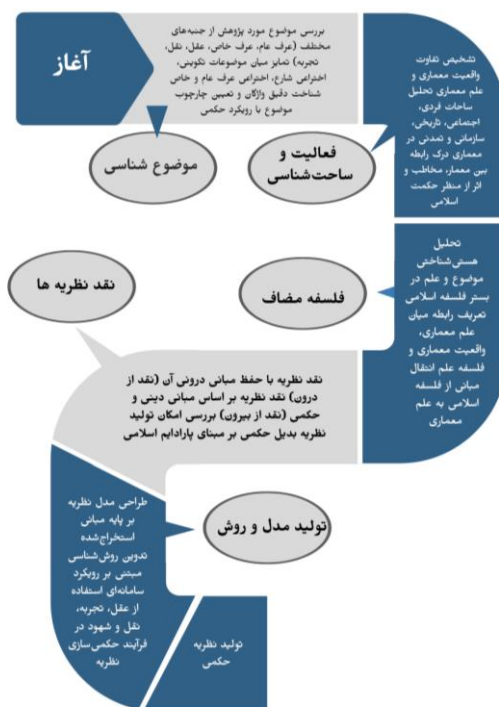 آغاز
بررسی موضوع مورد پژوهش از جنبه‌های
مختلف (عرف عام، عرف خاص، عقل، نقل،
تجربه) تمایز میان موضوعات تکوینی،
اختراعی شارع، اختراعی عرف عام و خاص
شناخت دقیق واژگان و تعیین چارچوب
موضوع با رویکرد حکمی
موضوع شناسی
تشخیص تفاوت
واقعیت معماری و
علم معماری تحلیل
ساحات فردی،
اجتماعی، تاریخی،
سازمانی و تمدنی در
معماری درک رابطه
بین معمار، مخاطب و
اثر از منظر حکمت
اسلامی
فعالیت و
ساحت‌شناسی
تحلیل
هستی‌شناختی
موضوع و علم در
بستر فلسفه اسلامی
تعریف رابطه میان
علم معماری،
واقعیت معماری و
فلسفه علم انتقال
مبانی از فلسفه
اسلامی به علم
معماری
فلسفه مضاف
نقد نظریه ها
نقد نظریه با حفظ مبانی درونی آن (نقد از
درون) نقد نظریه بر اساس مبانی دینی و
حکمی (نقد از بیرون) بررسی امکان تولید
نظریه بدیل حکمی بر مبنای پارادایم اسلامی
تولید مدل و روش
طراحی مدل نظریه
بر پایه مبانی
استخراج‌شده
تدوین روش‌شناسی
مبتنی بر رویکرد
سامانه‌ای استفاده
از عقل، تجربه،
نقل و شهود در
فرآیند حکمی‌سازی
نظریه
تولید نظریه
حکمی